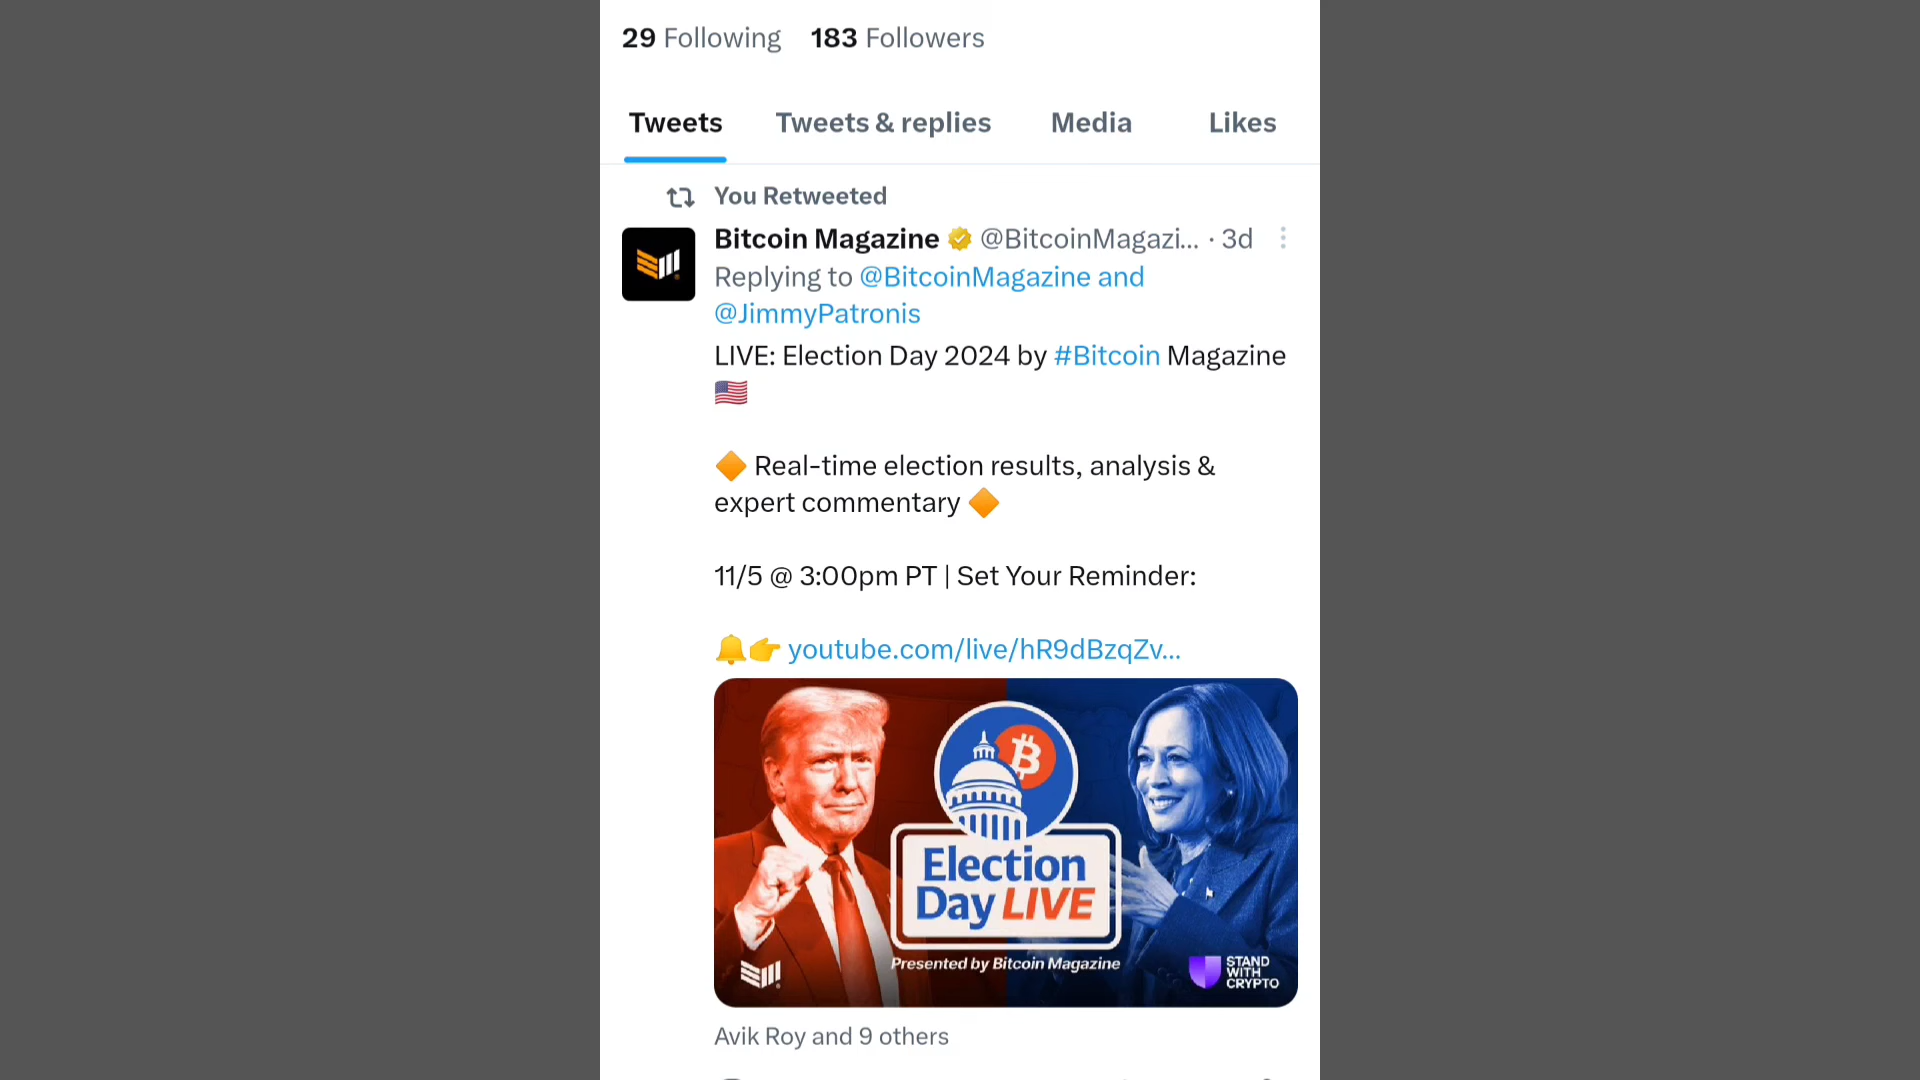 29 Following 183 Followers
Tweets Tweets & replies Media Likes
You Retweeted
Bitcoin Magazine @BitcoinMagazi... · 3d
Replying to @BitcoinMagazine and
@JimmyPatronis
LIVE: Election Day 2024 by #Bitcoin Magazine
🇺🇸
🔶 Real-time election results, analysis &
expert commentary 🔶
11/5 @ 3:00pm PT | Set Your Reminder:
🔔👉 youtube.com/live/hR9dBzqZv...
Election
Day LIVE
Presented by Bitcoin Magazine
STAND
WITH
CRYPTO
Avik Roy and 9 others